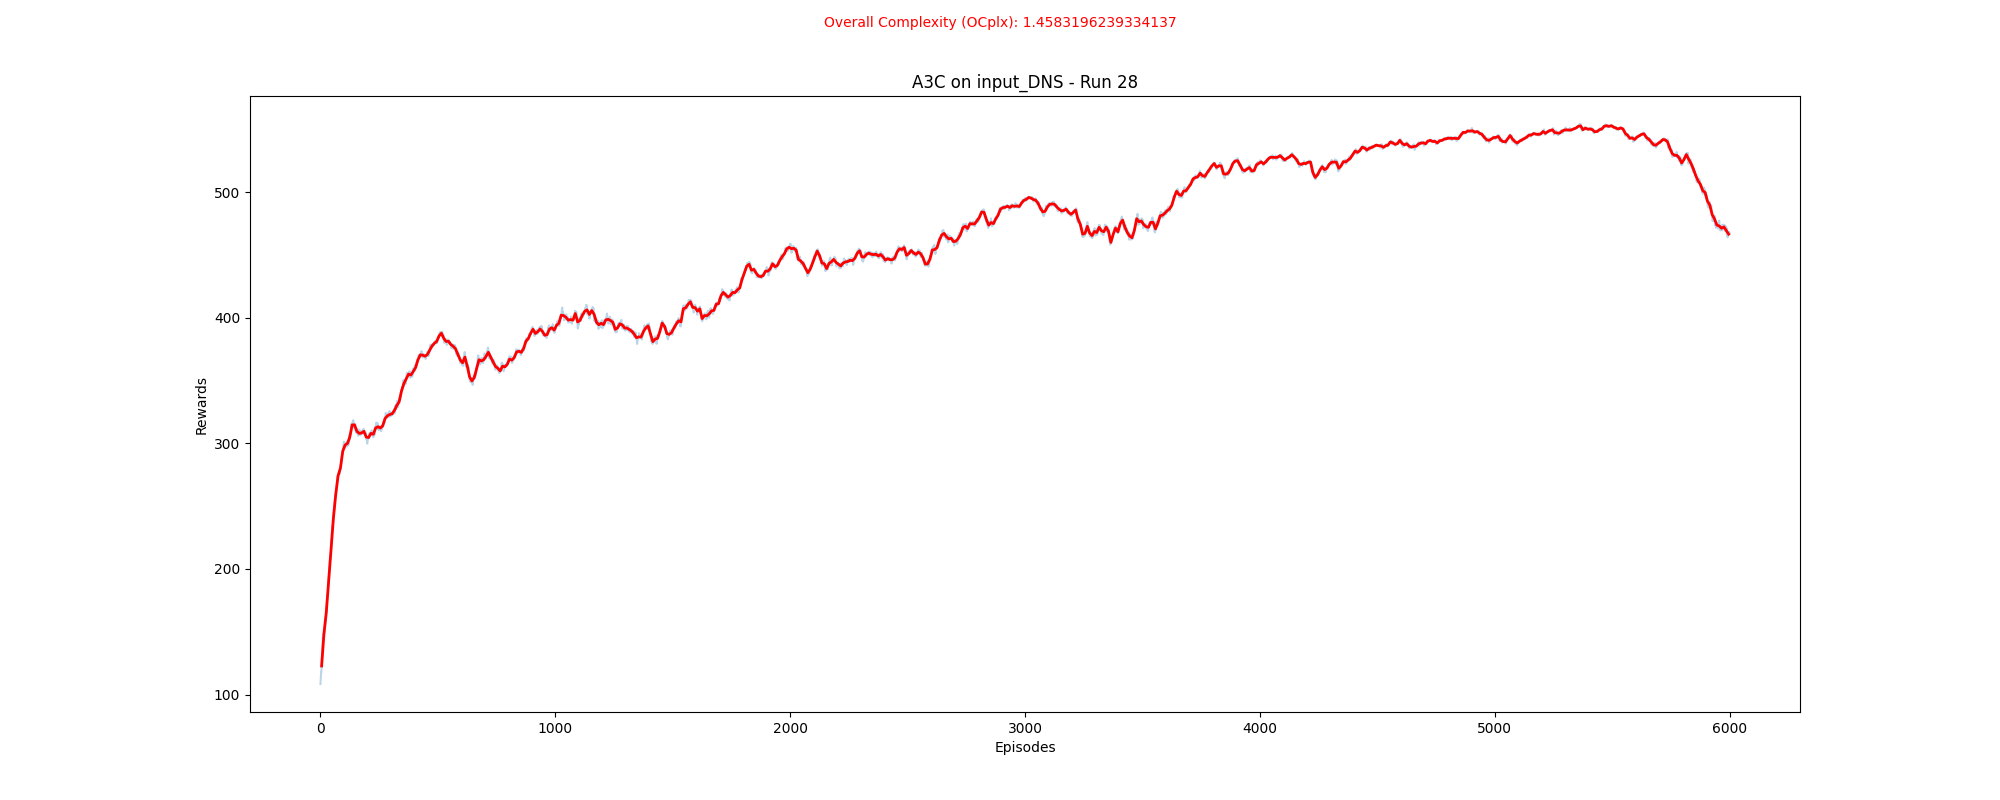 Overall Complexity (OCplx): 1.4583196239334137
A3C on input_DNS - Run 28
Rewards
500
400
300
200
100
0 1000 2000 3000 4000 5000 6000
Episodes